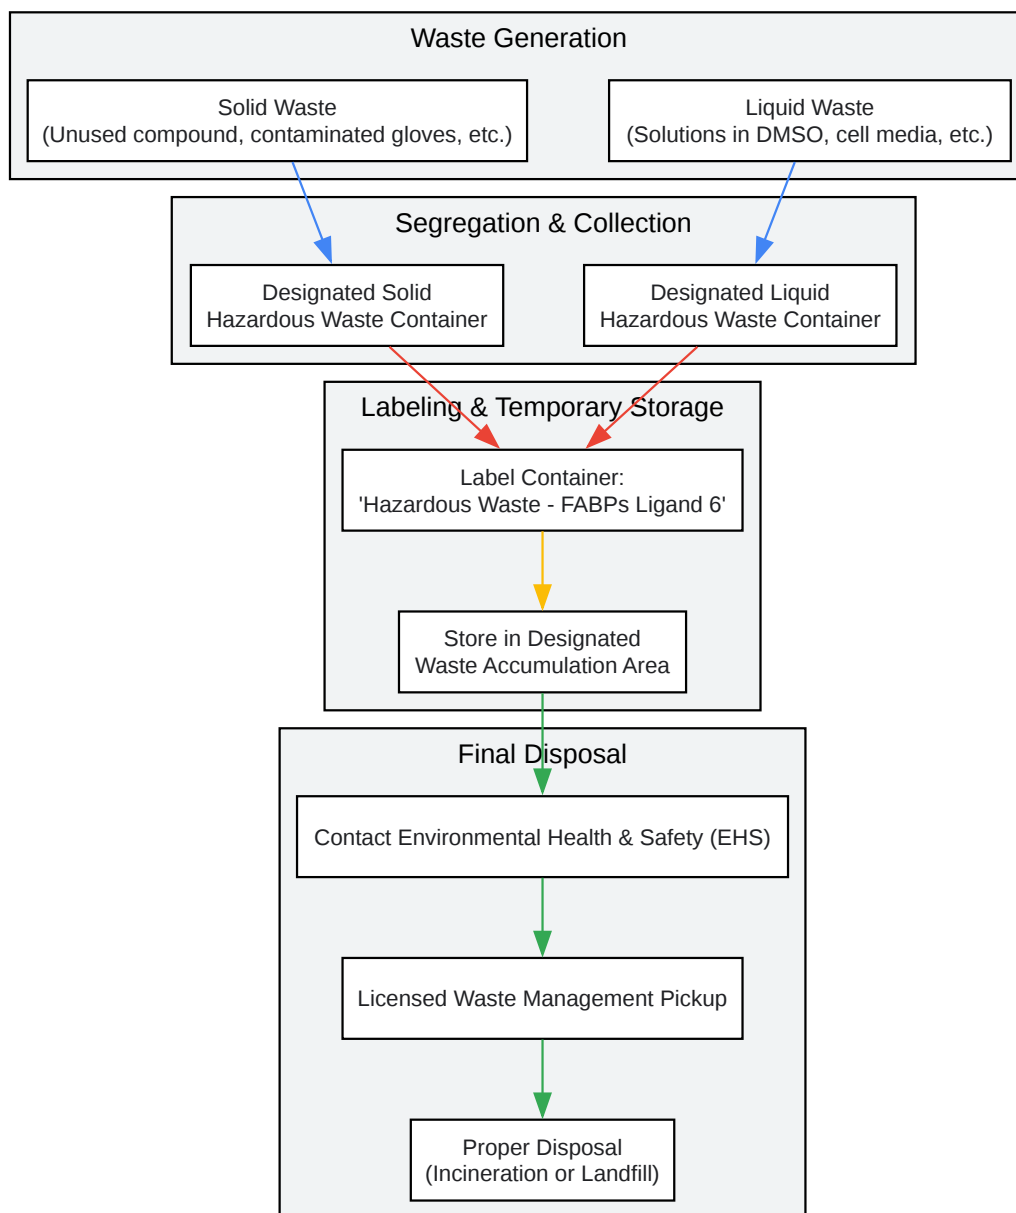 Waste Generation
Solid Waste
(Unused compound, contaminated gloves, etc.)
Liquid Waste
(Solutions in DMSO, cell media, etc.)
Segregation & Collection
Designated Solid
Hazardous Waste Container
Designated Liquid
Hazardous Waste Container
Labeling & Temporary Storage
Label Container:
'Hazardous Waste - FABPs Ligand 6'
Store in Designated
Waste Accumulation Area
Final Disposal
Contact Environmental Health & Safety (EHS)
Licensed Waste Management Pickup
Proper Disposal
(Incineration or Landfill)